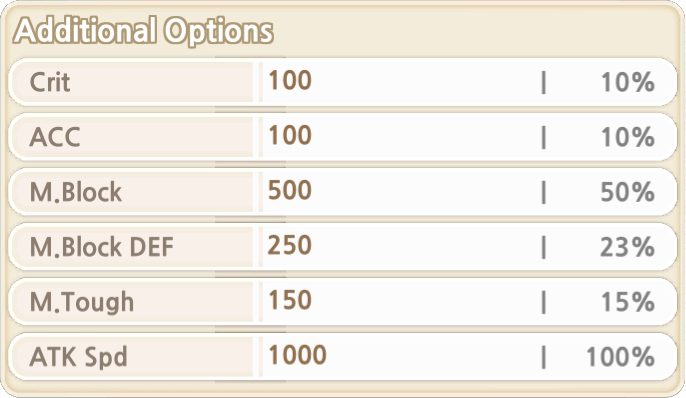 Additional Options
Crit 100 | 10%
ACC 100 | 10%
M.Block 500 | 50%
M.Block DEF 250 | 23%
M.Tough 150 | 15%
ATK Spd 1000 | 100%